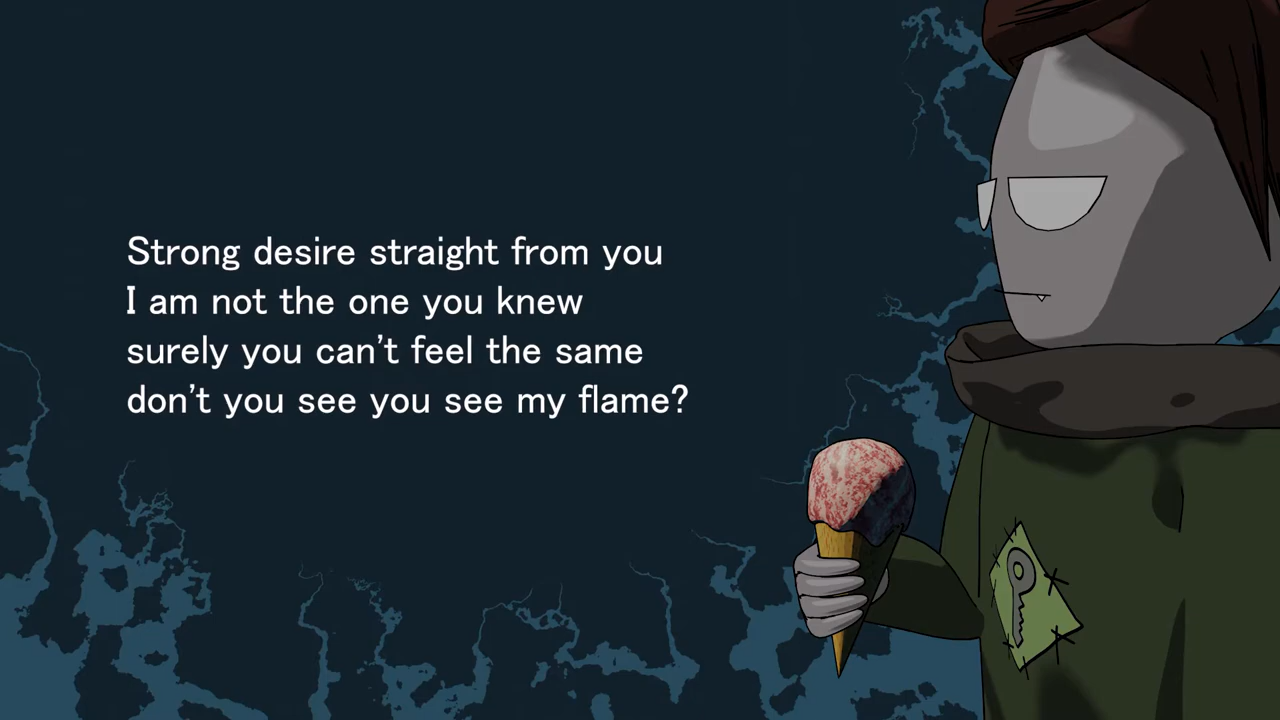 Strong desire straight from you
I am not the one you knew
surely you can't feel the same
don't you see you see my flame?